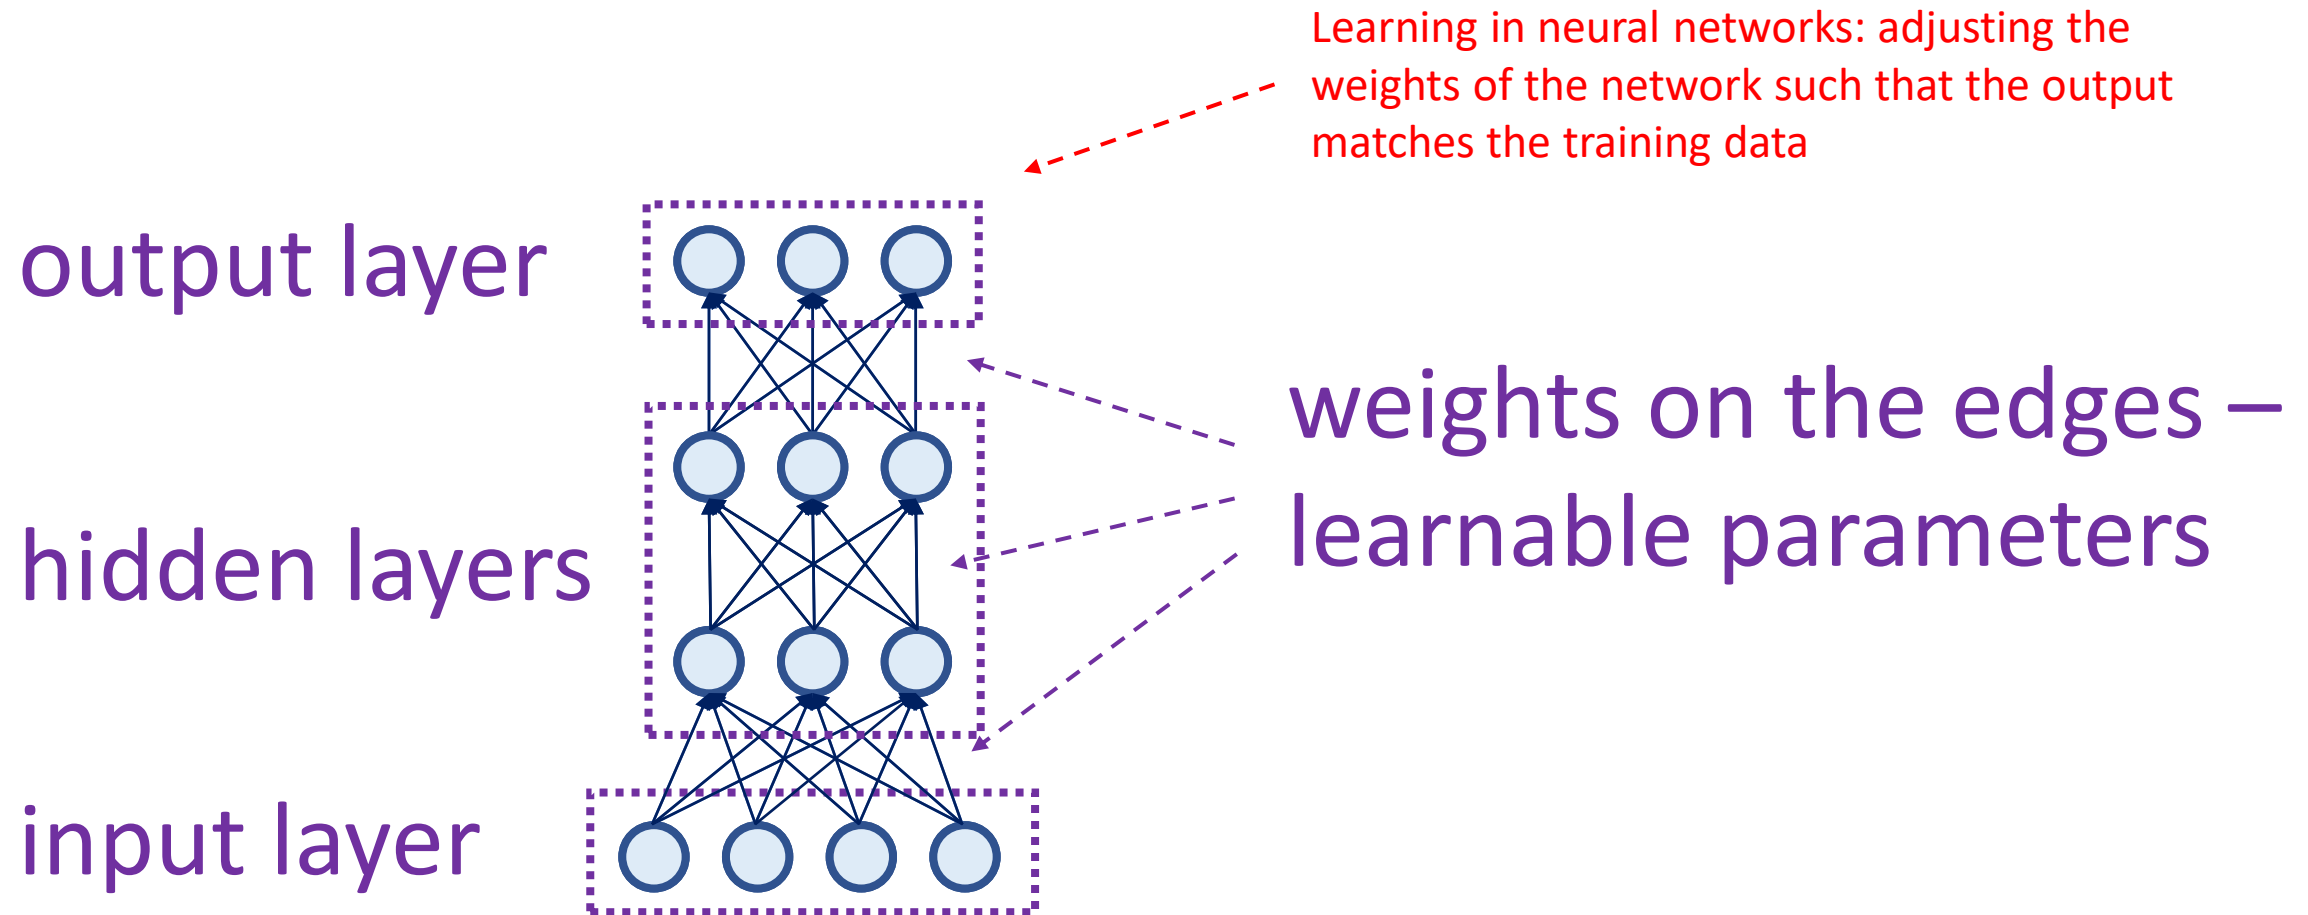 Learning in neural networks: adjusting the
weights of the network such that the output
matches the training data
output layer
weights on the edges –
learnable parameters
hidden layers
input layer